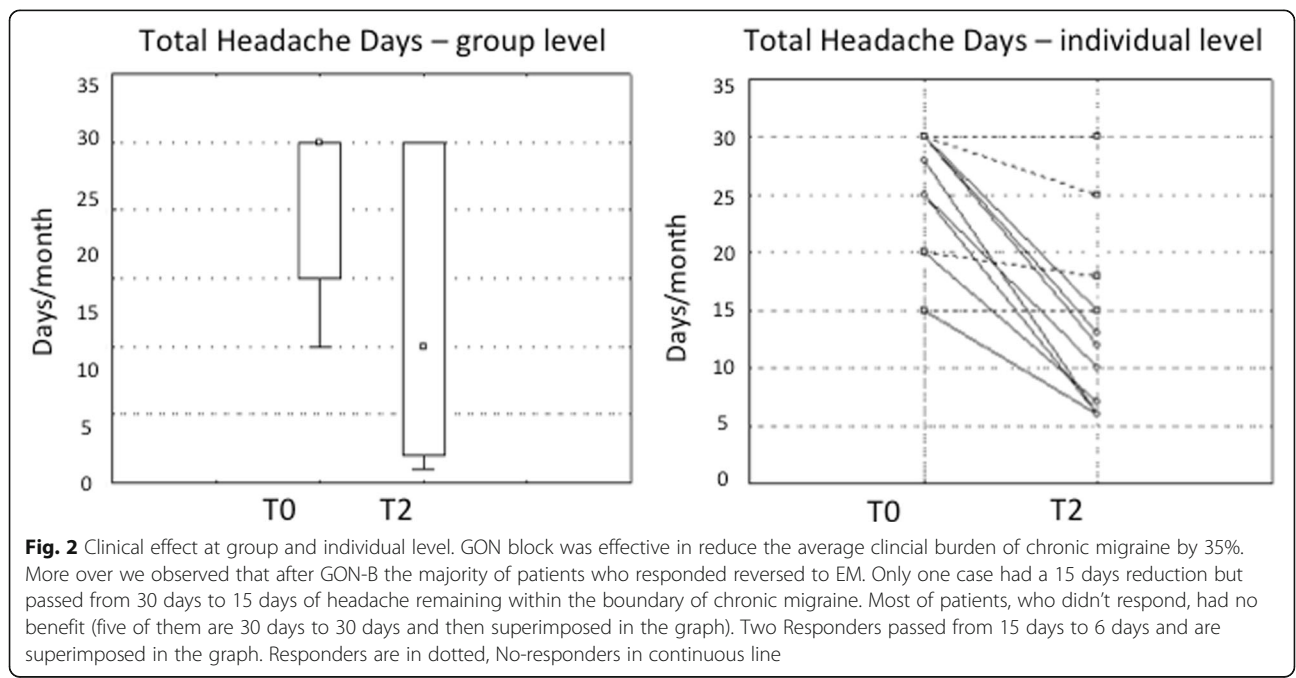 Total Headache Days – group level
35
30
25
20
15
10
5
0
Days/month
T0 T2
Total Headache Days – individual level
35
30
25
20
15
10
5
0
Days/month
T0 T2
Fig. 2 Clinical effect at group and individual level. GON block was effective in reduce the average clincial burden of chronic migraine by 35%.
More over we observed that after GON-B the majority of patients who responded reversed to EM. Only one case had a 15 days reduction but
passed from 30 days to 15 days of headache remaining within the boundary of chronic migraine. Most of patients, who didn't respond, had no
benefit (five of them are 30 days to 30 days and then superimposed in the graph). Two Responders passed from 15 days to 6 days and are
superimposed in the graph. Responders are in dotted, No-responders in continuous line